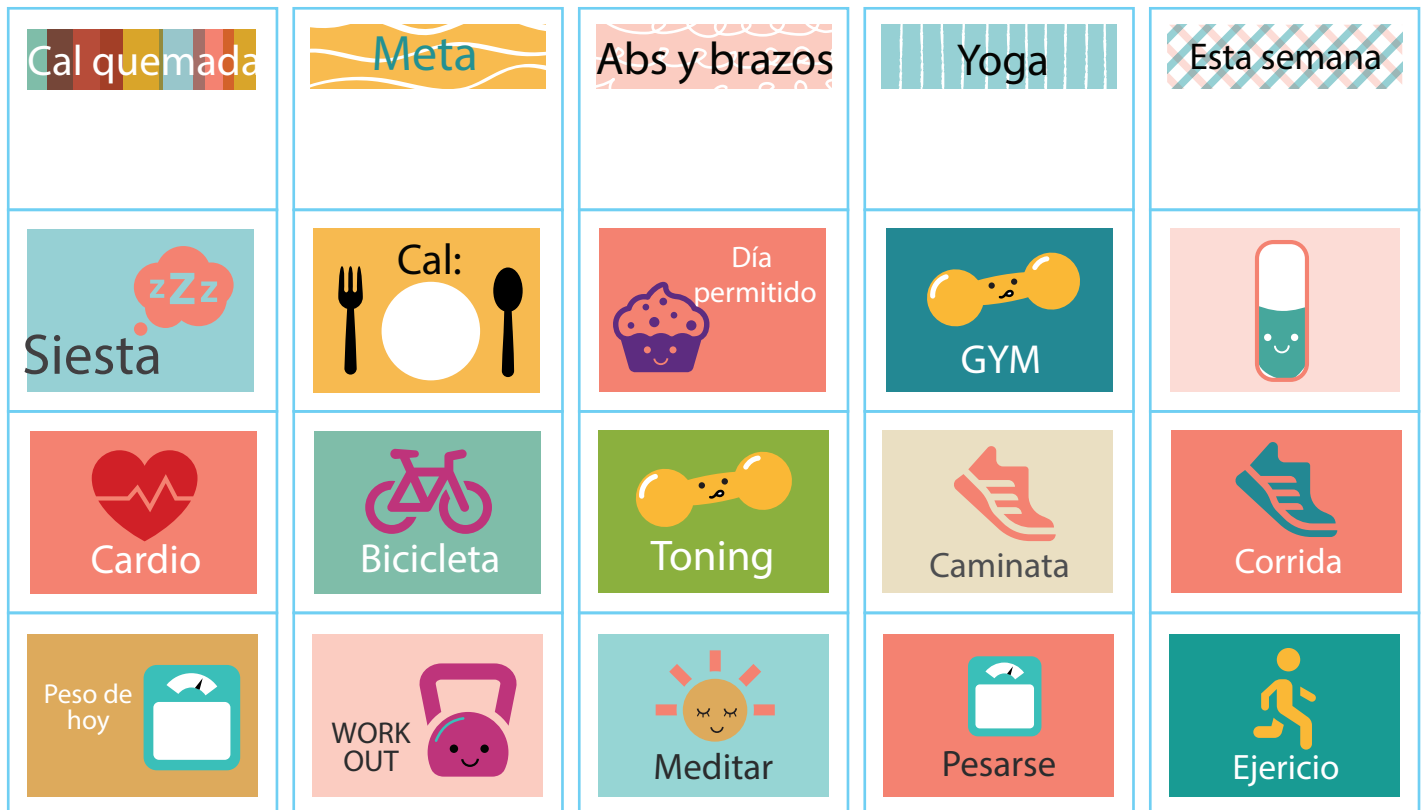 Cal quemada
Meta
Abs y brazos
Yoga
Esta semana
zZz
Siesta
Cal:
Día
permitido
GYM
Cardio
Bicicleta
Toning
Caminata
Corrida
Peso de
hoy
WORK
OUT
Meditar
Pesarse
Ejericio